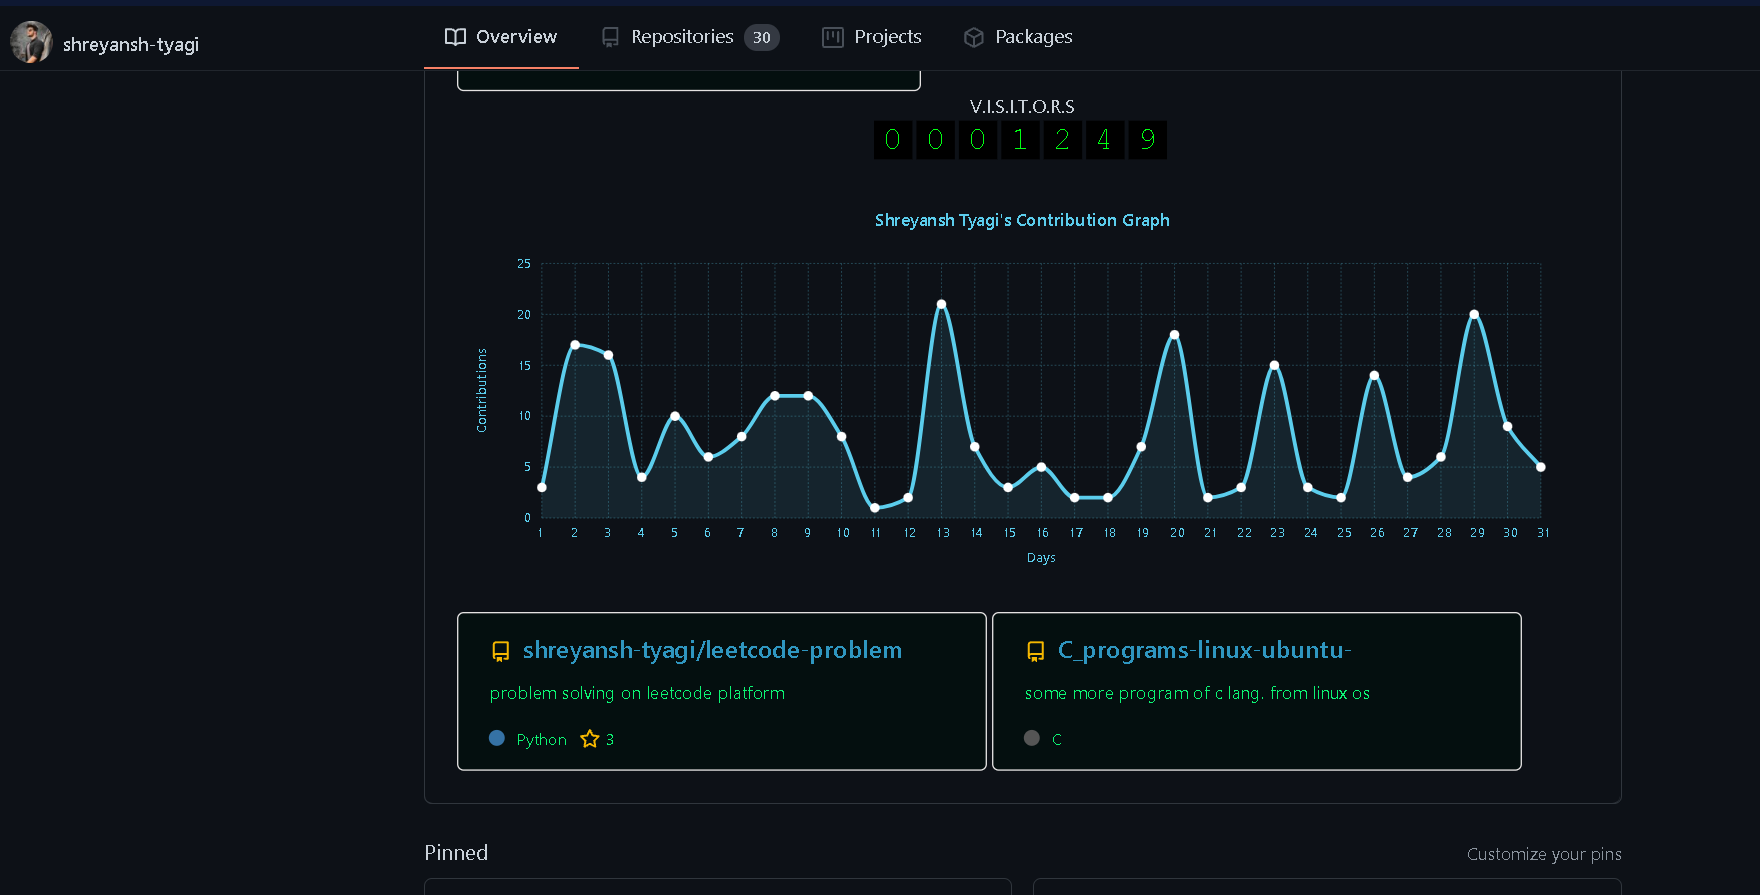 shreyansh-tyagi
Overview
Repositories 30
Projects
Packages
V.I.S.I.T.O.R.S
0 0 0 1 2 4 9
Shreyansh Tyagi's Contribution Graph
25
20
15
10
5
0
Contributions
1 2 3 4 5 6 7 8 9 10 11 12 13 14 15 16 17 18 19 20 21 22 23 24 25 26 27 28 29 30 31
Days
shreyansh-tyagi/leetcode-problem
problem solving on leetcode platform
Python 3
C_programs-linux-ubuntu-
some more program of c lang. from linux os
C
Pinned
Customize your pins